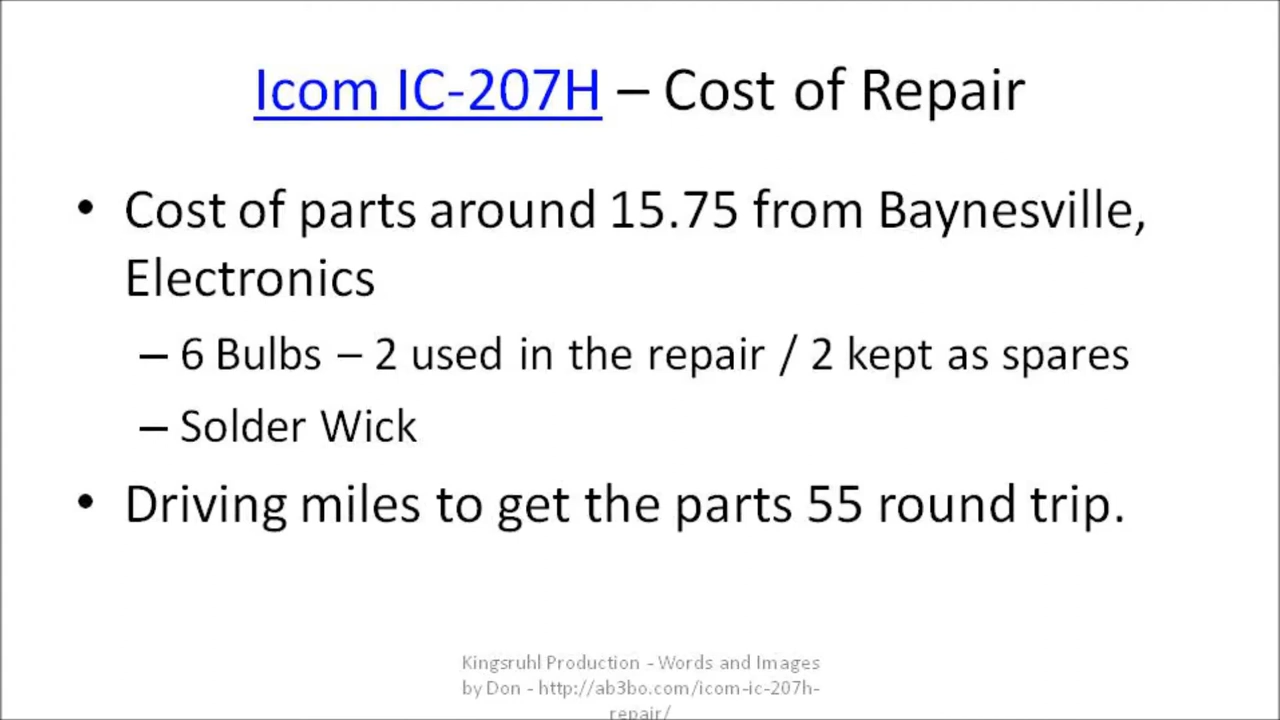 Icom IC-207H – Cost of Repair
• Cost of parts around 15.75 from Baynesville,
Electronics
– 6 Bulbs – 2 used in the repair / 2 kept as spares
– Solder Wick
• Driving miles to get the parts 55 round trip.
Kingsruhl Production - Words and Images
by Don - http://ab3bo.com/icom-ic-207h-
repair/